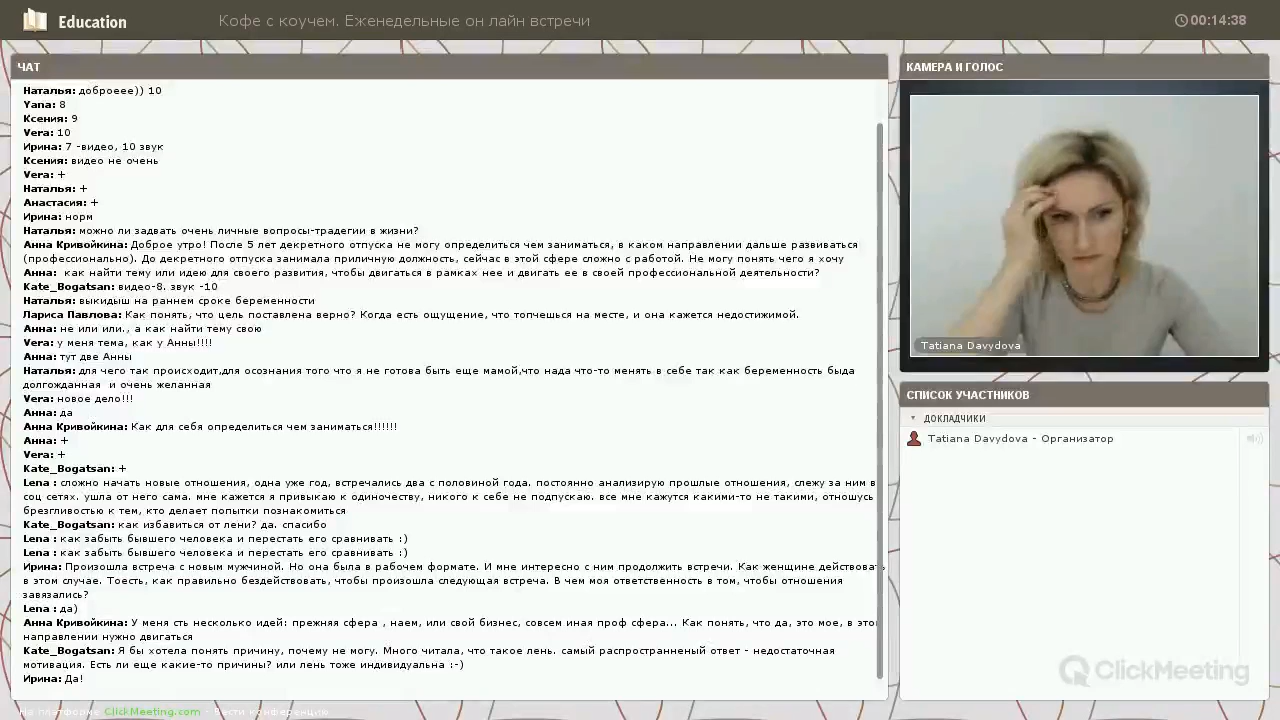 Education
Кофе с коучем. Еженедельные он лайн встречи
00:14:38
ЧАТ
Наталья: доброеее)) 10
Yana: 8
Ксения: 9
Vera: 10
Ирина: 7 -видео, 10 звук
Ксения: видео не очень
Vera: +
Наталья: +
Анастасия: +
Ирина: норм
Наталья: можно ли задвать очень личные вопросы-традегии в жизни?
Анна Кривойкина: Доброе утро! После 5 лет декретного отпуска не могу определиться чем заниматься, в каком направлении дальше развиваться
(профессионально). До декретного отпуска занимала приличную должность, сейчас в этой сфере сложно с работой. Не могу понять чего я хочу
Анна: как найти тему или идею для своего развития, чтобы двигаться в рамках нее и двигать ее в своей профессиональной деятельности?
Kate_Bogatsan: видео-8. звук -10
Наталья: выкидыш на раннем сроке беременности
Лариса Павлова: Как понять, что цель поставлена верно? Когда есть ощущение, что топчешься на месте, и она кажется недостижимой.
Анна: не или или., а как найти тему свою
Vera: у меня тема, как у Анны!!!!
Анна: тут две Анны
Наталья: для чего так происходит,для осознания того что я не готова быть еще мамой,что нада что-то менять в себе так как беременность быда
долгожданная и очень желанная
Vera: новое дело!!!
Анна: да
Анна Кривойкина: Как для себя определиться чем заниматься!!!!!!
Анна: +
Vera: +
Kate_Bogatsan: +
Lena : сложно начать новые отношения, одна уже год, встречались два с половиной года. постоянно анализирую прошлые отношения, слежу за ним в
соц сетях. ушла от него сама. мне кажется я привыкаю к одиночеству, никого к себе не подпускаю. все мне кажутся какими-то не такими, отношусь с
брезгливостью к тем, кто делает попытки познакомиться
Kate_Bogatsan: как избавиться от лени? да. спасибо
Lena : как забыть бывшего человека и перестать его сравнивать :)
Lena : как забыть бывшего человека и перестать его сравнивать :)
Ирина: Произошла встреча с новым мужчиной. Но она была в рабочем формате. И мне интересно с ним продолжить встречи. Как женщине действовать
в этом случае. Тоесть, как правильно бездействовать, чтобы произошла следующая встреча. В чем моя ответственность в том, чтобы отношения
завязались?
Lena : да)
Анна Кривойкина: У меня сть несколько идей: прежняя сфера , наем, или свой бизнес, совсем иная проф сфера... Как понять, что да, это мое, в этом
направлении нужно двигаться
Kate_Bogatsan: Я бы хотела понять причину, почему не могу. Много читала, что такое лень. самый распространненый ответ - недостаточная
мотивация. Есть ли еще какие-то причины? или лень тоже индивидуальна :-)
Ирина: Да!
КАМЕРА И ГОЛОС
Tatiana Davydova
СПИСОК УЧАСТНИКОВ
ДОКЛАДЧИКИ
Tatiana Davydova - Организатор
ClickMeeting
На платформе ClickMeeting.com - Вести конференцию